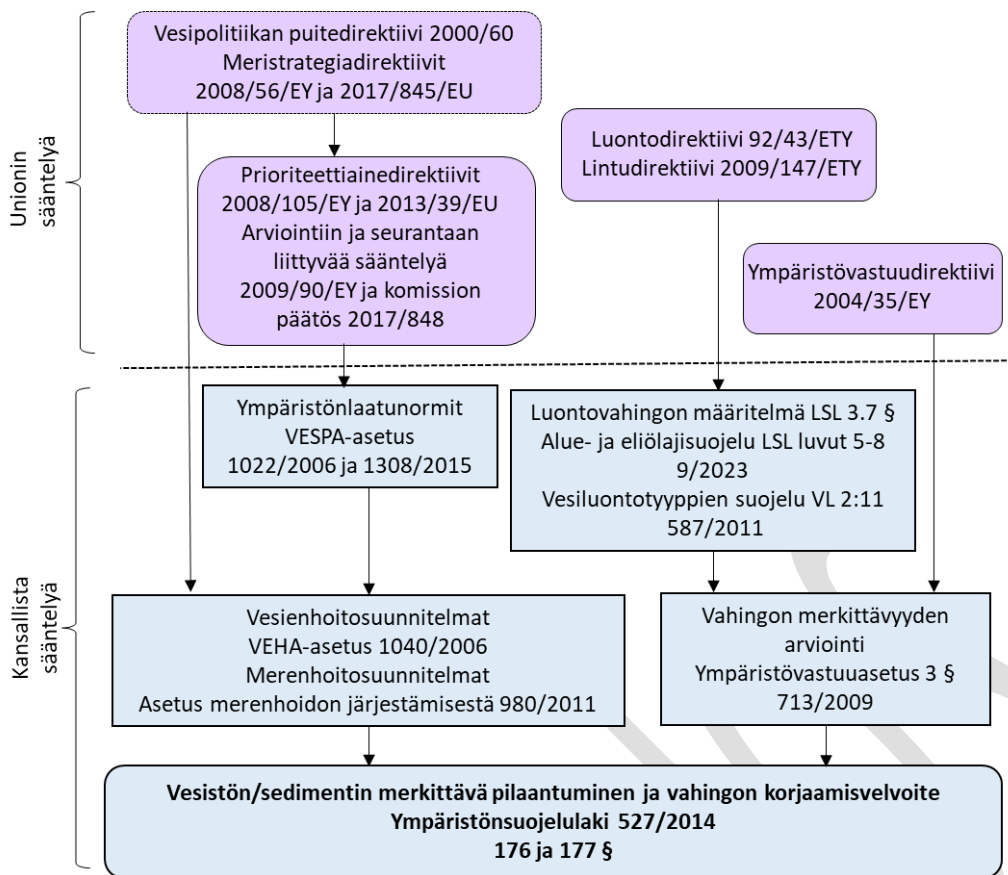 Unionin
sääntelyä
Vesipolitiikan puitedirektiivi 2000/60
Meristrategiadirektiivit
2008/56/EY ja 2017/845/EU
Prioriteettiainedirektiivit
2008/105/EY ja 2013/39/EU
Arviointiin ja seurantaan
liittyvää sääntelyä
2009/90/EY ja komission
päätös 2017/848
Luontodirektiivi 92/43/ETY
Lintudirektiivi 2009/147/ETY
Ympäristövastuudirektiivi
2004/35/EY
Kansallista
sääntelyä
Ympäristönlaatunormit
VESPA-asetus
1022/2006 ja 1308/2015
Luontovahingon määritelmä LSL 3.7 §
Alue- ja eliölajisuojelu LSL luvut 5-8
9/2023
Vesiluontotyyppien suojelu VL 2:11
587/2011
Vesienhoitosuunnitelmat
VEHA-asetus 1040/2006
Merenhoitosuunnitelmat
Asetus merenhoidon järjestämisestä 980/2011
Vahingon merkittävyyden
arviointi
Ympäristövastuuasetus 3 §
713/2009
Vesistön/sedimentin merkittävä pilaantuminen ja vahingon korjaamisvelvoite
Ympäristönsuojelulaki 527/2014
176 ja 177 §